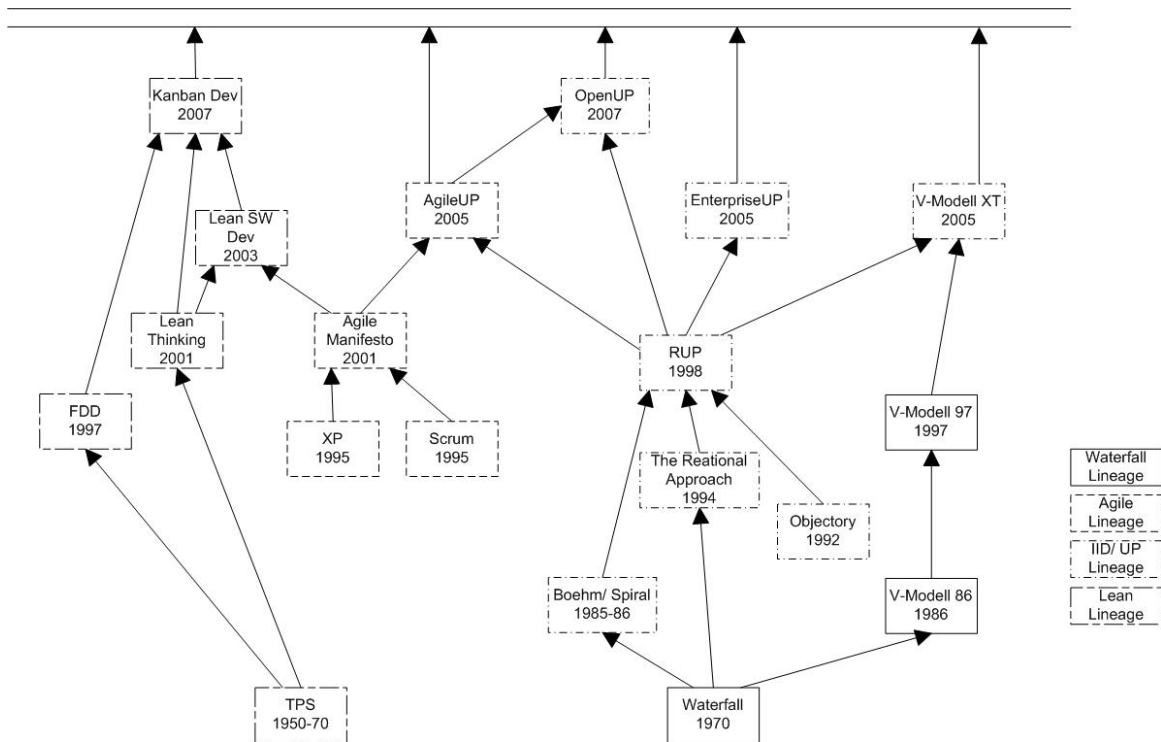 Kanban Dev
2007
OpenUP
2007
AgileUP
2005
EnterpriseUP
2005
V-Modell XT
2005
Lean SW
Dev
2003
Lean
Thinking
2001
Agile
Manifesto
2001
RUP
1998
FDD
1997
XP
1995
Scrum
1995
V-Modell 97
1997
The Reational
Approach
1994
Objectory
1992
Boehm/ Spiral
1985-86
V-Modell 86
1986
TPS
1950-70
Waterfall
1970
Waterfall
Lineage
Agile
Lineage
IID/ UP
Lineage
Lean
Lineage